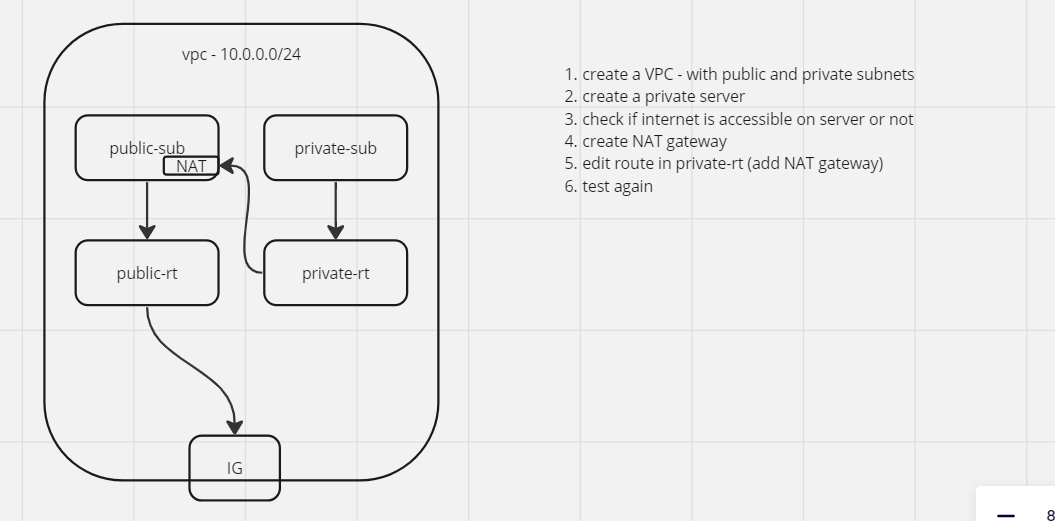 vpc - 10.0.0.0/24
public-sub
NAT
private-sub
public-rt
private-rt
IG
1. create a VPC - with public and private subnets
2. create a private server
3. check if internet is accessible on server or not
4. create NAT gateway
5. edit route in private-rt (add NAT gateway)
6. test again
8